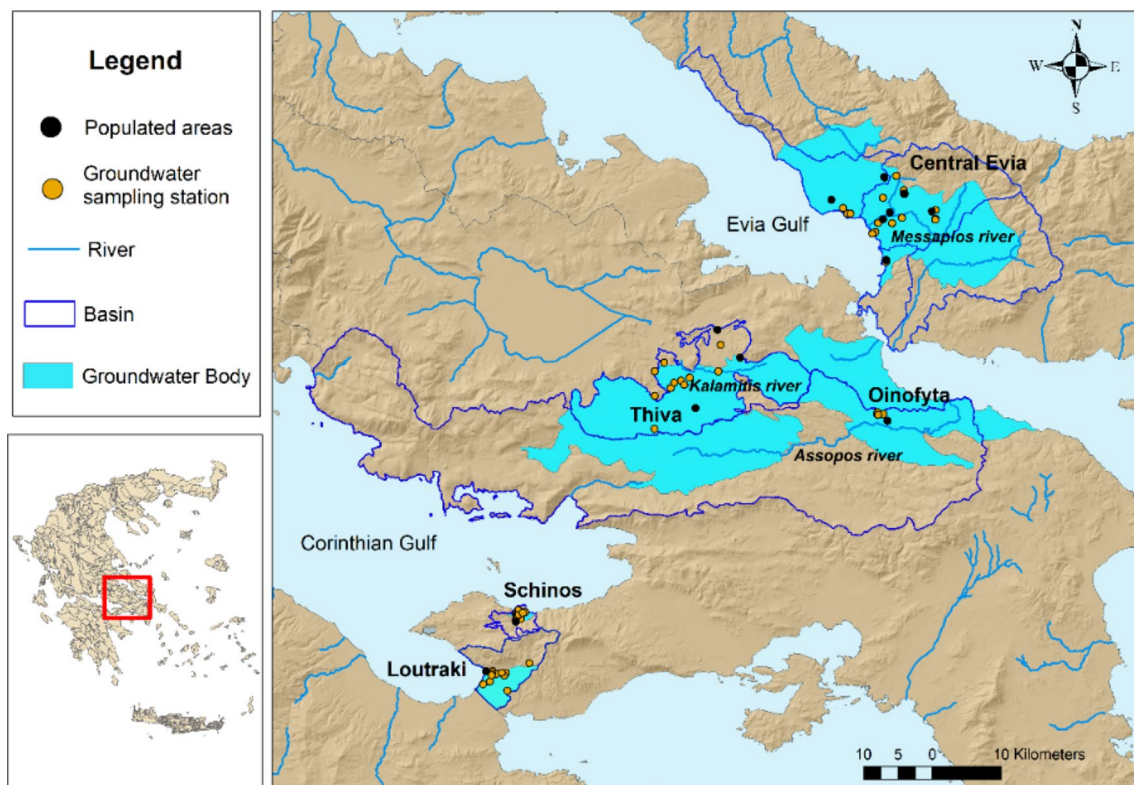 Legend
Populated areas
Groundwater
sampling station
River
Basin
Groundwater Body
N
W
E
S
Central Evia
Evia Gulf
Messapios river
Kalamitis river
Oinofyta
Thiva
Assopos river
Corinthian Gulf
Schinos
Loutraki
10 5 0 10 Kilometers